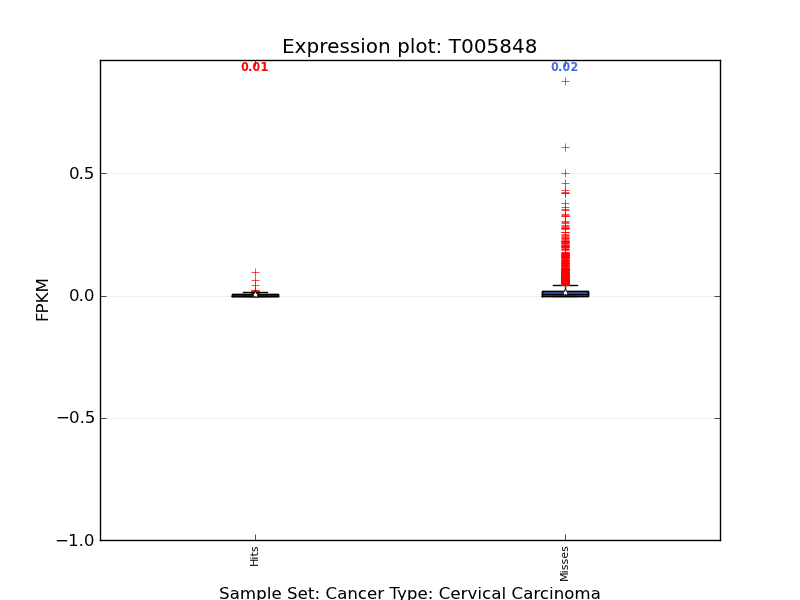 Expression plot: T005848
0.01
0.02
0.5
0.0
−0.5
−1.0
FPKM
Hits
Misses
Sample Set: Cancer Type: Cervical Carcinoma